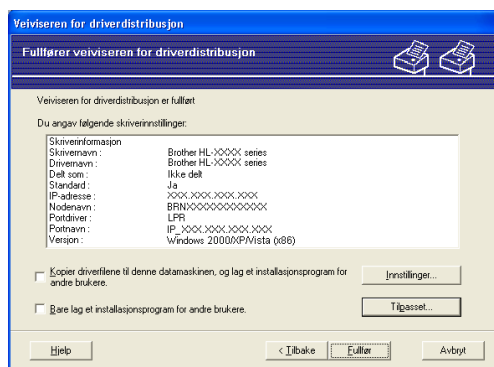 Veiviseren for driverdistribusjon
Fullfører veiviseren for driverdistribusjon
Veiviseren for driverdistribusjon er fullført
Du angav følgende skriverinnstillinger:
Skriverinformasjon
Skrivernavn : Brother HL-XXXX series
Drivernavn : Brother HL-XXXX series
Delt som : Ikke delt
Standard : Ja
IP-adresse : XXX.XXX.XXX.XXX
Nodenavn : BRNXXXXXXXXXXXX
Portdriver : LPR
Portnavn : IP_XXX.XXX.XXX.XXX
Versjon : Windows 2000/XP/Vista (x86)
Kopier driverfilene til denne datamaskinen, og lag et installasjonsprogram for
andre brukere.
Innstillinger...
Bare lag et installasjonsprogram for andre brukere.
Tilpasset...
Hjelp
< Tilbake
Fullfør
Avbryt